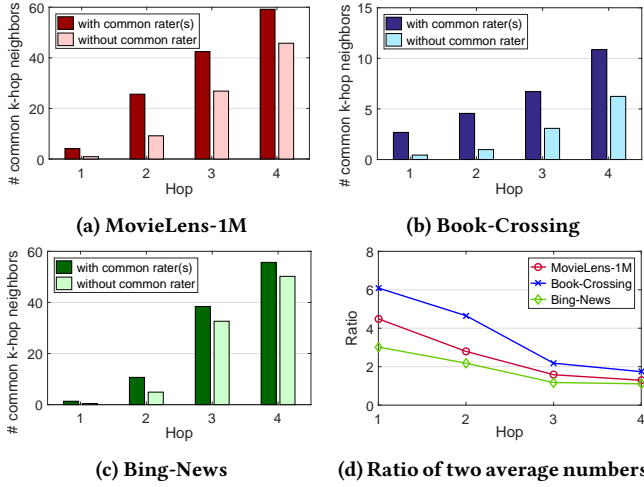 # common k-hop neighbors
60
40
20
0
with common rater(s)
without common rater
1 2 3 4
Hop
(a) MovieLens-1M
# common k-hop neighbors
15
10
5
0
with common rater(s)
without common rater
1 2 3 4
Hop
(b) Book-Crossing
# common k-hop neighbors
60
40
20
0
with common rater(s)
without common rater
1 2 3 4
Hop
(c) Bing-News
Ratio
8
6
4
2
0
MovieLens-1M
Book-Crossing
Bing-News
1 2 3 4
Hop
(d) Ratio of two average numbers